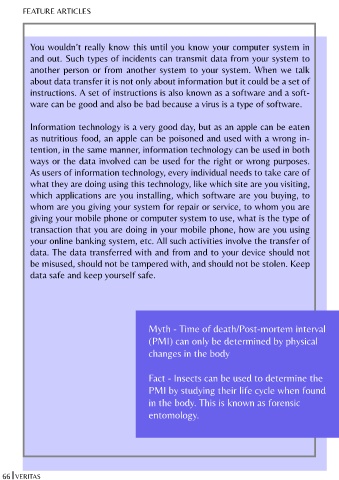 FEATURE ARTICLES
You wouldn't really know this until you know your computer system in
and out. Such types of incidents can transmit data from your system to
another person or from another system to your system. When we talk
about data transfer it is not only about information but it could be a set of
instructions. A set of instructions is also known as a software and a soft-
ware can be good and also be bad because a virus is a type of software.
Information technology is a very good day, but as an apple can be eaten
as nutritious food, an apple can be poisoned and used with a wrong in-
tention, in the same manner, information technology can be used in both
ways or the data involved can be used for the right or wrong purposes.
As users of information technology, every individual needs to take care of
what they are doing using this technology, like which site are you visiting,
which applications are you installing, which software are you buying, to
whom are you giving your system for repair or service, to whom you are
giving your mobile phone or computer system to use, what is the type of
transaction that you are doing in your mobile phone, how are you using
your online banking system, etc. All such activities involve the transfer of
data. The data transferred with and from and to your device should not
be misused, should not be tampered with, and should not be stolen. Keep
data safe and keep yourself safe.
Myth - Time of death/Post-mortem interval
(PMI) can only be determined by physical
changes in the body
Fact - Insects can be used to determine the
PMI by studying their life cycle when found
in the body. This is known as forensic
entomology.
66 VERITAS